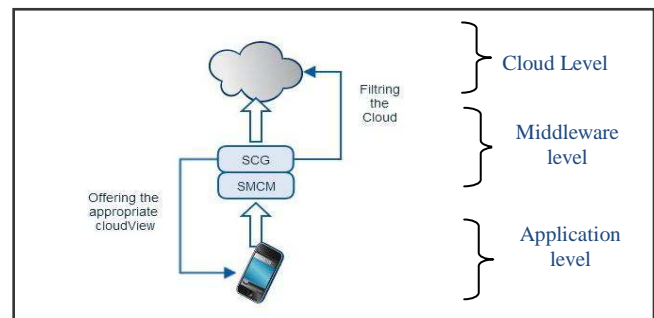 Cloud Level
Filtring
the
Cloud
Middleware
level
SCG
SMCM
Offering the
appropriate
cloudView
Application
level